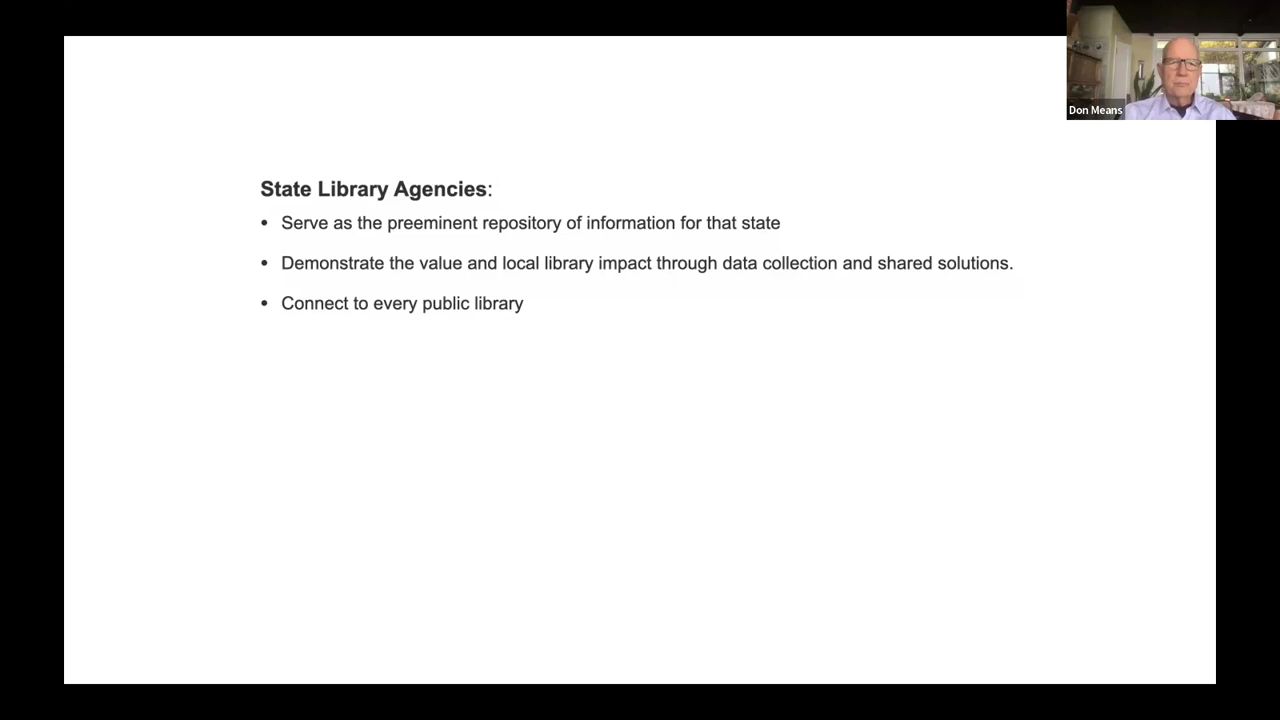 Don Means
State Library Agencies:
• Serve as the preeminent repository of information for that state
• Demonstrate the value and local library impact through data collection and shared solutions.
• Connect to every public library